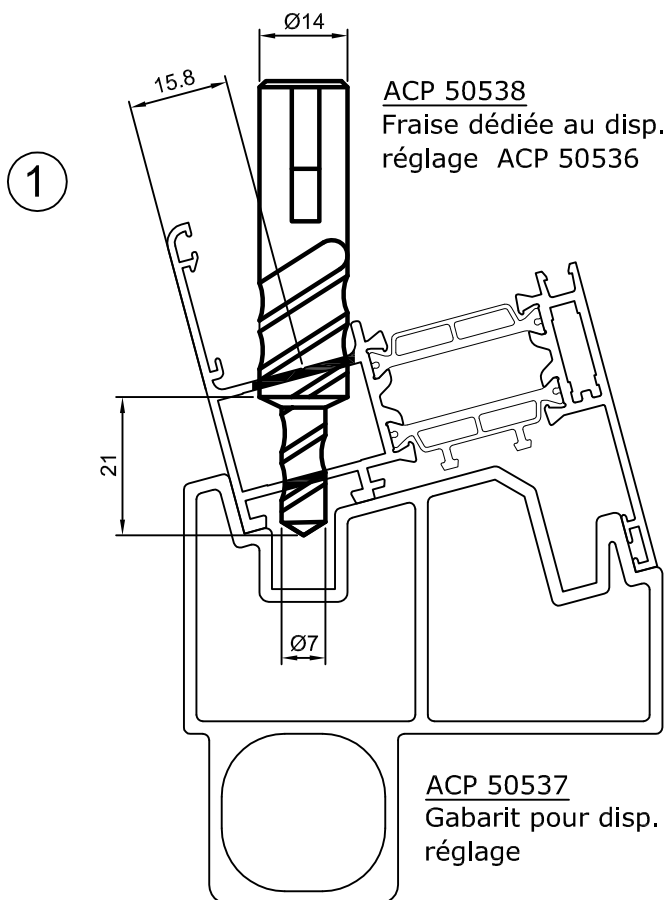 Ø14
15.8
ACP 50538
Fraise dédiée au disp.
réglage ACP 50536
1
21
Ø7
ACP 50537
Gabarit pour disp.
réglage